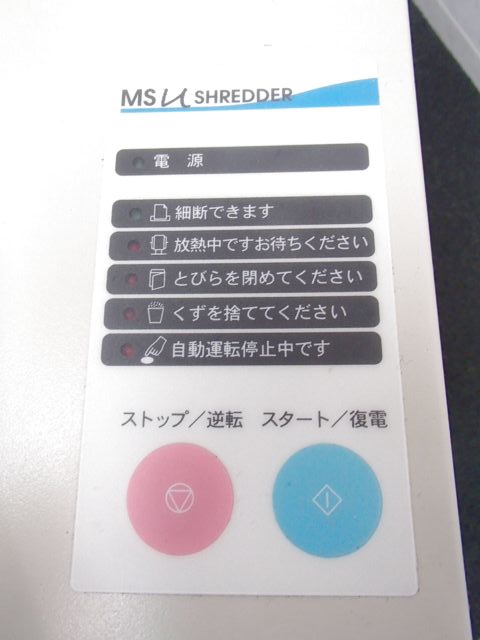 MSμ SHREDDER
電 源
細断できます
放熱中ですお待ちください
とびらを閉めてください
くずを捨ててください
自動運転停止中です
ストップ/逆転 スタート/復電